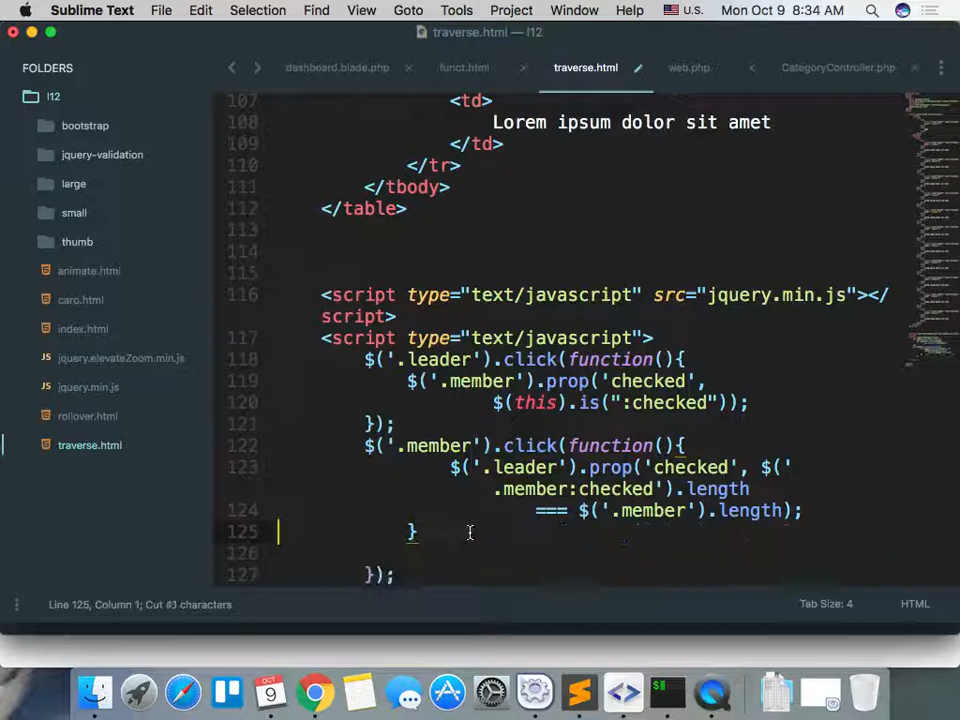 Sublime Text File Edit Selection Find View Goto Tools Project Window Help U.S. Mon Oct 9 8:34 AM
traverse.html — l12
FOLDERS
l12
bootstrap
jquery-validation
large
small
thumb
animate.html
caro.html
index.html
jquery.elevateZoom.min.js
jquery.min.js
rollover.html
traverse.html
dashboard.blade.php funct.html traverse.html web.php CategoryController.php
107 <td>
108 Lorem ipsum dolor sit amet
109 </td>
110 </tr>
111 </tbody>
112 </table>
113
114
115
116 <script type="text/javascript" src="jquery.min.js"></
script>
117 <script type="text/javascript">
118 $('.leader').click(function(){
119 $('.member').prop('checked',
120 $(this).is(":checked"));
121 });
122 $('.member').click(function(){
123 $('.leader').prop('checked', $('
.member:checked').length
124 === $('.member').length);
125 }
126
127 });
Line 125, Column 1; Cut 43 characters Tab Size: 4 HTML
9